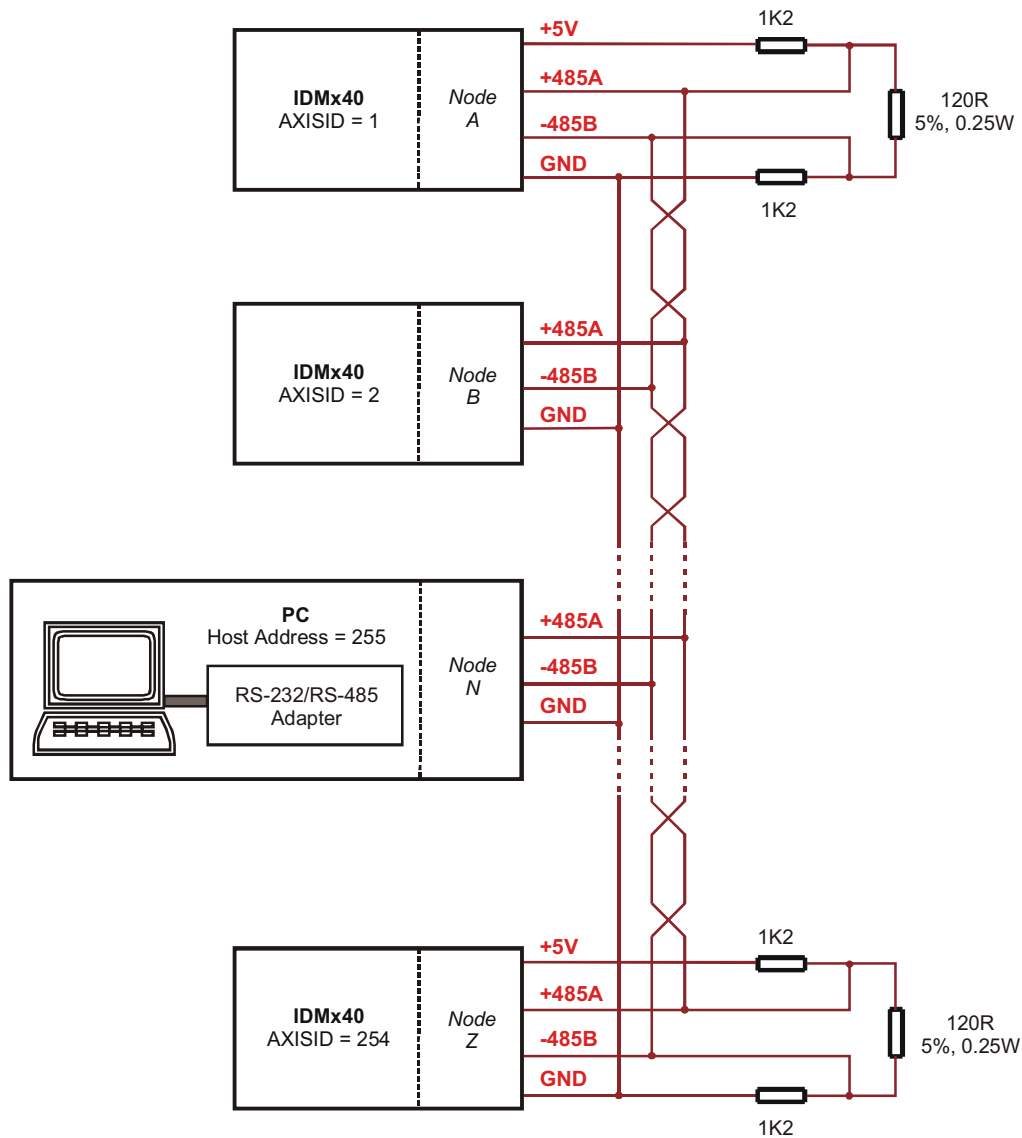 1K2
+5V
+485A
IDMx40
AXISID = 1
Node
A
120R
5%, 0.25W
-485B
GND
1K2
+485A
IDMx40
AXISID = 2
Node
B
-485B
GND
PC
Host Address = 255
+485A
Node
N
-485B
RS-232/RS-485
Adapter
GND
1K2
+5V
+485A
IDMx40
AXISID = 254
Node
Z
120R
5%, 0.25W
-485B
GND
1K2